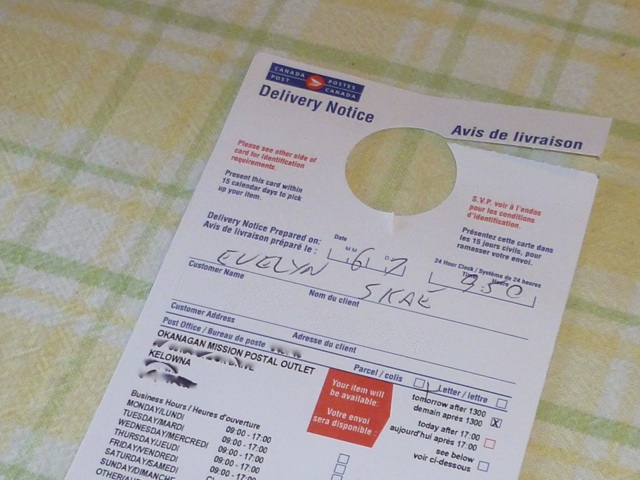 CANADA POST POSTES CANADA
Delivery Notice
Avis de livraison
Please see other side of
card for identification
requirements.
Present this card within
15 calendar days to pick
up your item.
S.V.P. voir à l'endos
pour les conditions
d'identification.
Présentez cette carte dans
les 15 jours civils, pour
ramasser votre envoi.
Delivery Notice Prepared on:
Avis de livraison préparé le :
Date
MM
6 7
24 Hour Clock / Système de 24 heures
930
EVELYN SKAE
Customer Name
Nom du client
Customer Address
Adresse du client
Post Office / Bureau de poste
Parcel / colis
Letter / lettre
OKANAGAN MISSION POSTAL OUTLET
KELOWNA
Your item will
be available:
Votre envoi
sera disponible :
tomorrow after 1300
demain après 1300 X
today after 17:00
aujourd'hui après 17:00
see below
voir ci-dessous
Business Hours / Heures d'ouverture
MONDAY/LUNDI 09:00 - 17:00
TUESDAY/MARDI 09:00 - 17:00
WEDNESDAY/MERCREDI 09:00 - 17:00
THURSDAY/JEUDI 09:00 - 17:00
FRIDAY/VENDREDI 09:00 - 17:00
SATURDAY/SAMEDI
SUNDAY/DIMANCHE